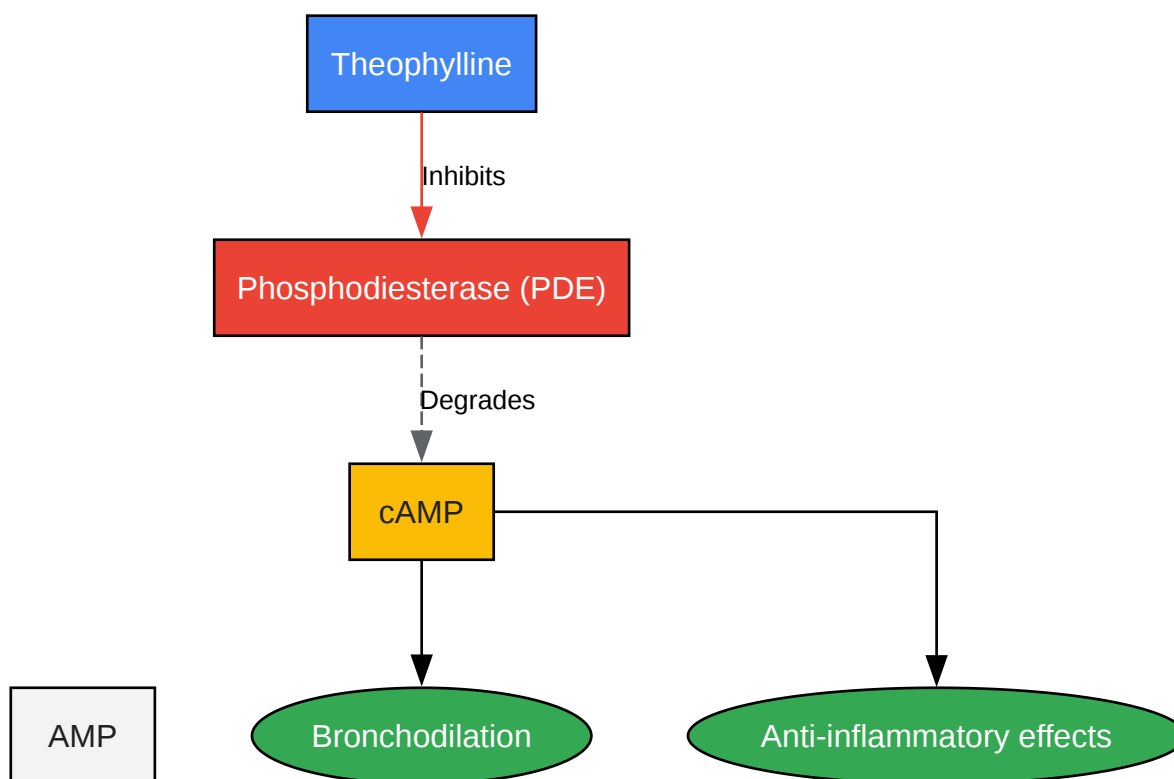 Theophylline
Inhibits
Phosphodiesterase (PDE)
Degrades
cAMP
AMP
Bronchodilation
Anti-inflammatory effects